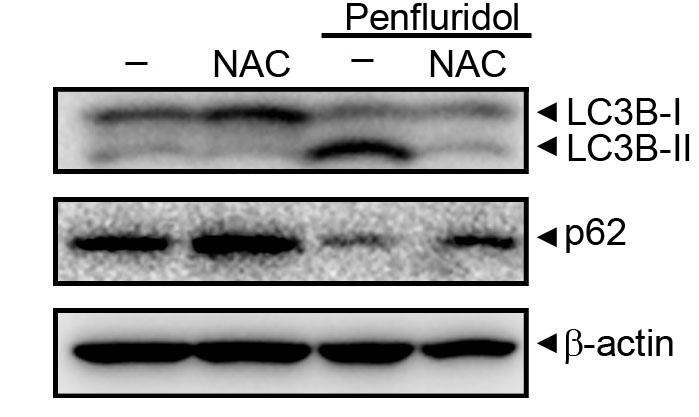 Penfluridol
– NAC – NAC
◄ LC3B-I
◄ LC3B-II
◄ p62
◄ β-actin